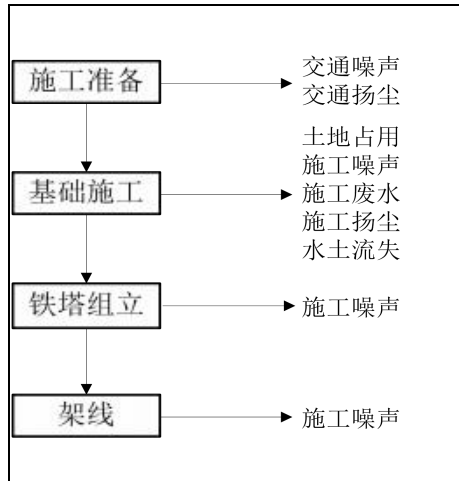 施工准备
交通噪声
交通扬尘
基础施工
土地占用
施工噪声
施工废水
施工扬尘
水土流失
铁塔组立
施工噪声
架线
施工噪声